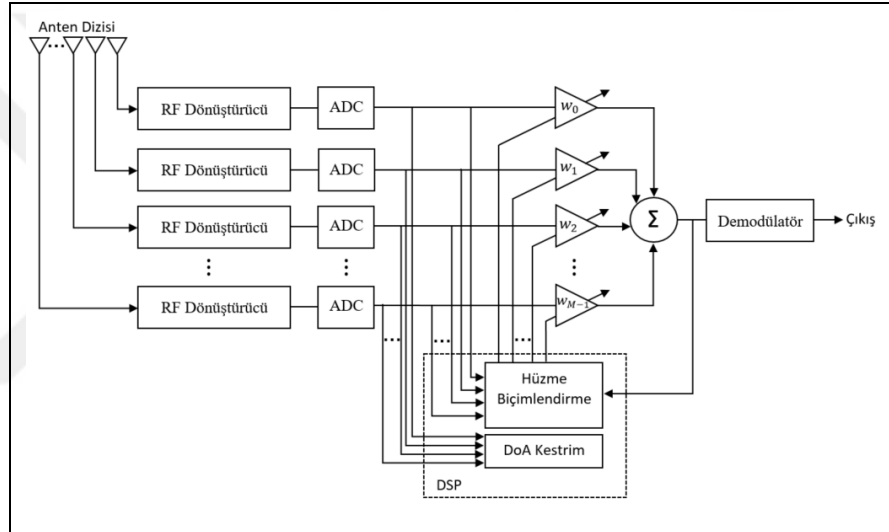 Anten Dizisi
...
RF Dönüştürücü ADC w₀
RF Dönüştürücü ADC w₁
RF Dönüştürücü ADC w₂
Σ
Demodülatör
Çıkış
RF Dönüştürücü ADC w_{M−1}
Hüzme
Biçimlendirme
DoA Kestrim
DSP